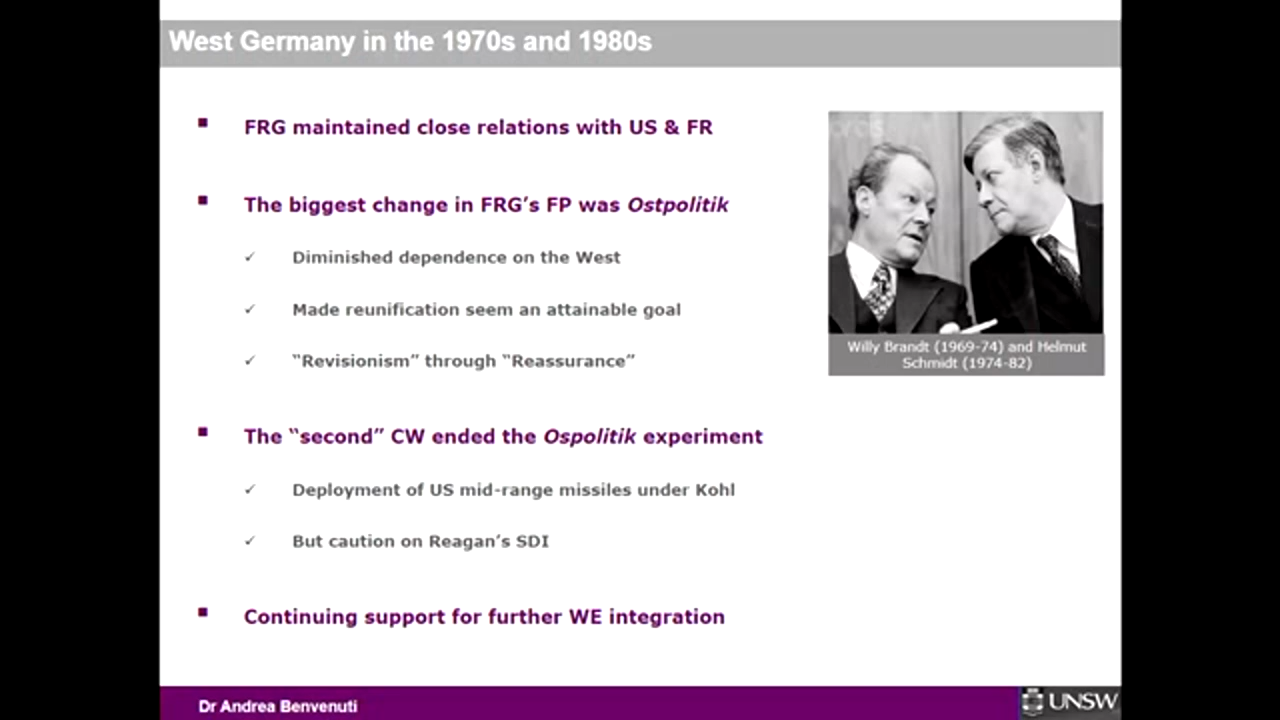 West Germany in the 1970s and 1980s
FRG maintained close relations with US & FR
The biggest change in FRG's FP was Ostpolitik
✓ Diminished dependence on the West
✓ Made reunification seem an attainable goal
✓ “Revisionism” through “Reassurance”
The “second” CW ended the Ospolitik experiment
✓ Deployment of US mid-range missiles under Kohl
✓ But caution on Reagan's SDI
Continuing support for further WE integration
Willy Brandt (1969-74) and Helmut
Schmidt (1974-82)
Dr Andrea Benvenuti
UNSW